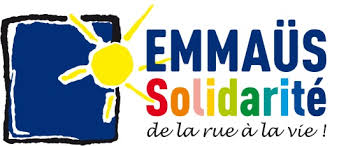 EMMAÜS
Solidarité
de la rue à la vie !